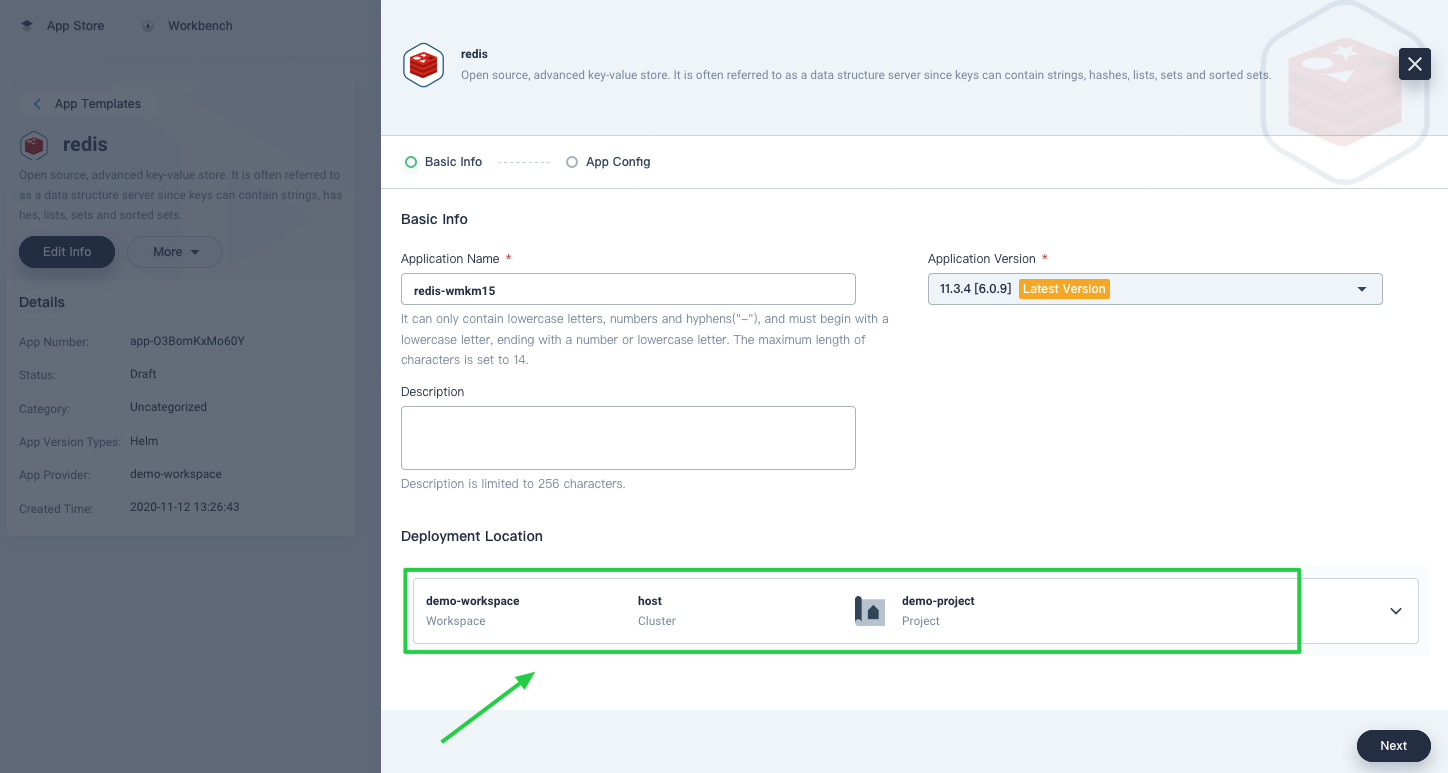 App Store
Workbench
App Templates
redis
Open source, advanced key-value store. It is often referred to
as a data structure server since keys can contain strings, has
hes, lists, sets and sorted sets.
Edit Info
More
Details
App Number: app-O3BomKxMo60Y
Status: Draft
Category: Uncategorized
App Version Types: Helm
App Provider: demo-workspace
Created Time: 2020-11-12 13:26:43
redis
Open source, advanced key-value store. It is often referred to as a data structure server since keys can contain strings, hashes, lists, sets and sorted sets.
Basic Info
App Config
Basic Info
Application Name *
redis-wmkm15
It can only contain lowercase letters, numbers and hyphens("-"), and must begin with a
lowercase letter, ending with a number or lowercase letter. The maximum length of
characters is set to 14.
Application Version *
11.3.4 [6.0.9] Latest Version
Description
Description is limited to 256 characters.
Deployment Location
demo-workspace
Workspace
host
Cluster
demo-project
Project
Next